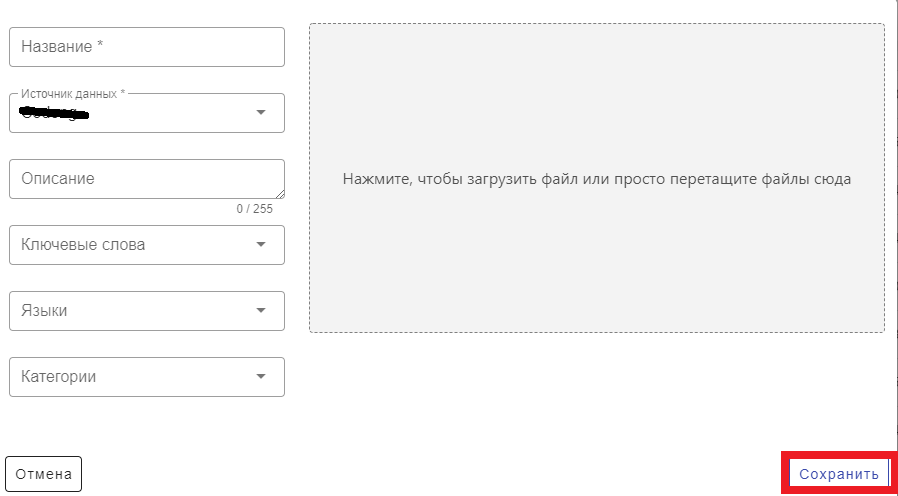 Название *
Источник данных *
Описание
0 / 255
Ключевые слова
Языки
Категории
Нажмите, чтобы загрузить файл или просто перетащите файлы сюда
Отмена
Сохранить